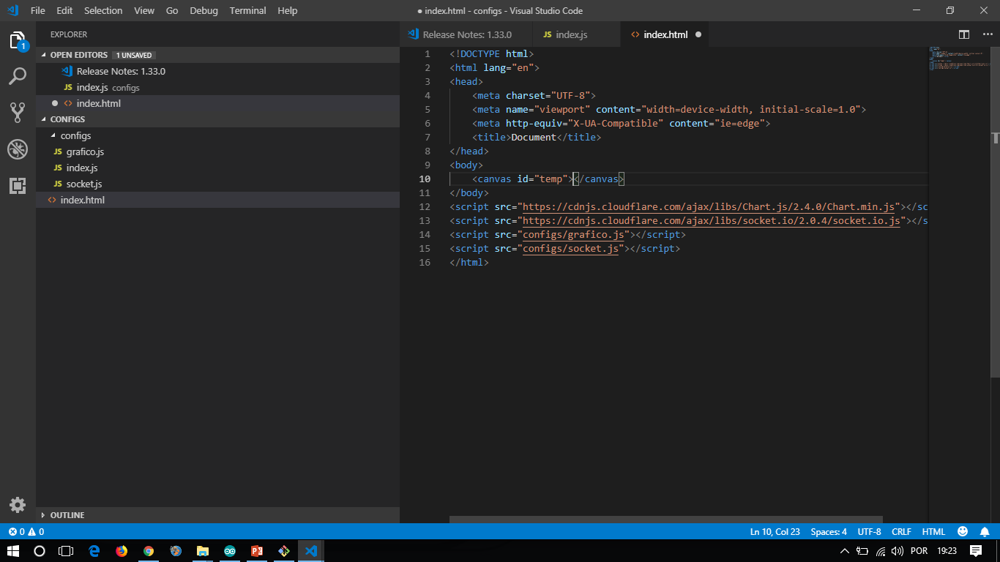 File Edit Selection View Go Debug Terminal Help
● index.html - configs - Visual Studio Code
EXPLORER
OPEN EDITORS 1 UNSAVED
Release Notes: 1.33.0
index.js configs
index.html
CONFIGS
configs
grafico.js
index.js
socket.js
index.html
OUTLINE
Release Notes: 1.33.0 JS index.js <> index.html
1 <!DOCTYPE html>
2 <html lang="en">
3 <head>
4 <meta charset="UTF-8">
5 <meta name="viewport" content="width=device-width, initial-scale=1.0">
6 <meta http-equiv="X-UA-Compatible" content="ie=edge">
7 <title>Document</title>
8 </head>
9 <body>
10 <canvas id="temp"></canvas>
11 </body>
12 <script src="https://cdnjs.cloudflare.com/ajax/libs/Chart.js/2.4.0/Chart.min.js"></sc
13 <script src="https://cdnjs.cloudflare.com/ajax/libs/socket.io/2.0.4/socket.io.js"></s
14 <script src="configs/grafico.js"></script>
15 <script src="configs/socket.js"></script>
16 </html>
0 0 Ln 10, Col 23 Spaces: 4 UTF-8 CRLF HTML
POR 19:23